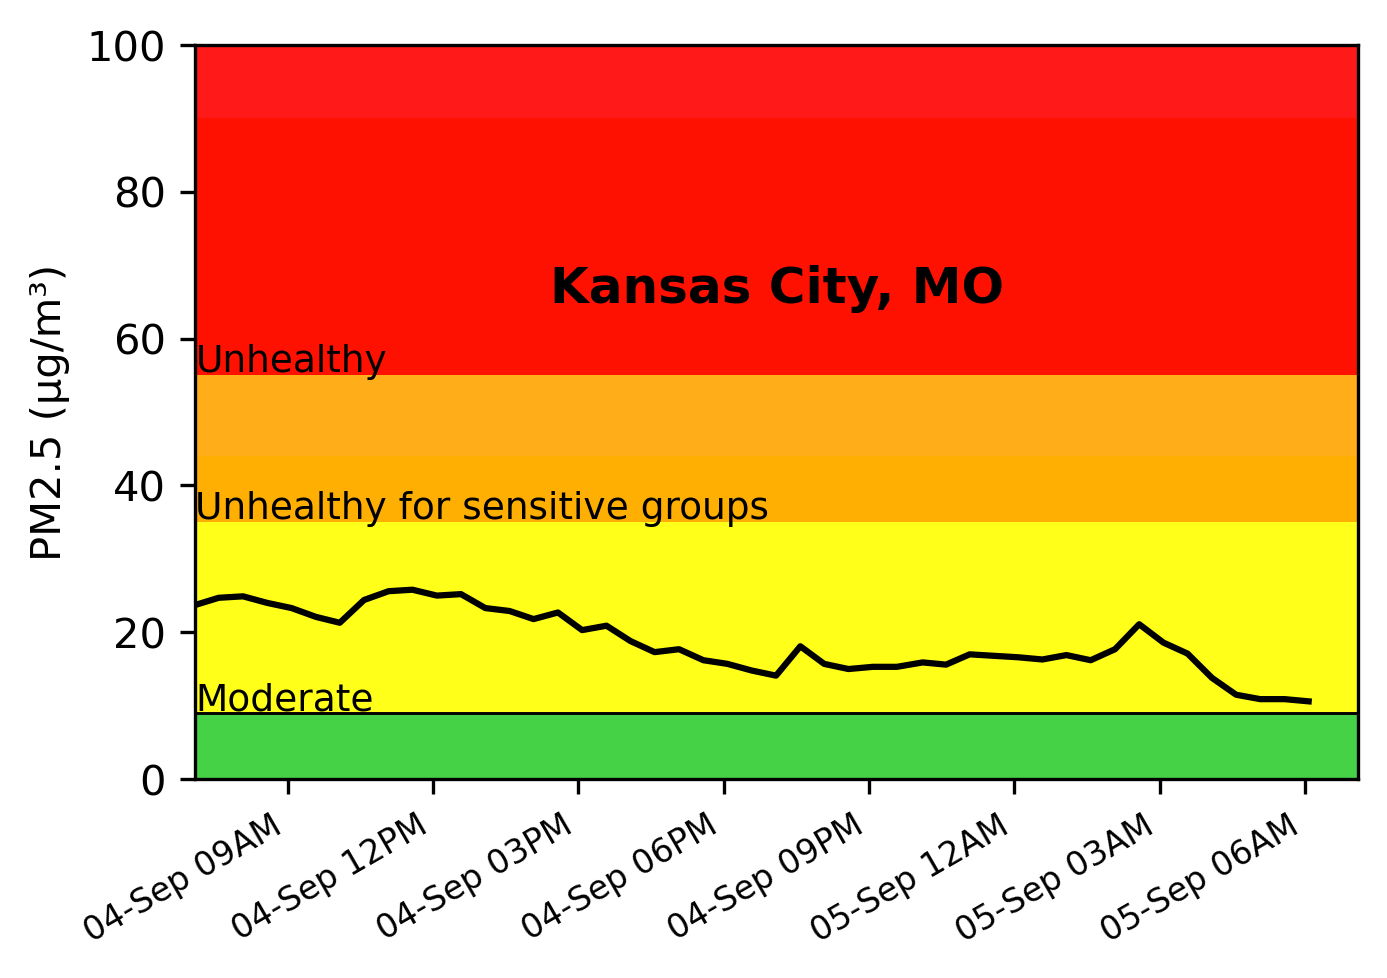 100
80
60
40
20
0
PM2.5 (µg/m³)
Kansas City, MO
Unhealthy
Unhealthy for sensitive groups
Moderate
04-Sep 09AM
04-Sep 12PM
04-Sep 03PM
04-Sep 06PM
04-Sep 09PM
05-Sep 12AM
05-Sep 03AM
05-Sep 06AM